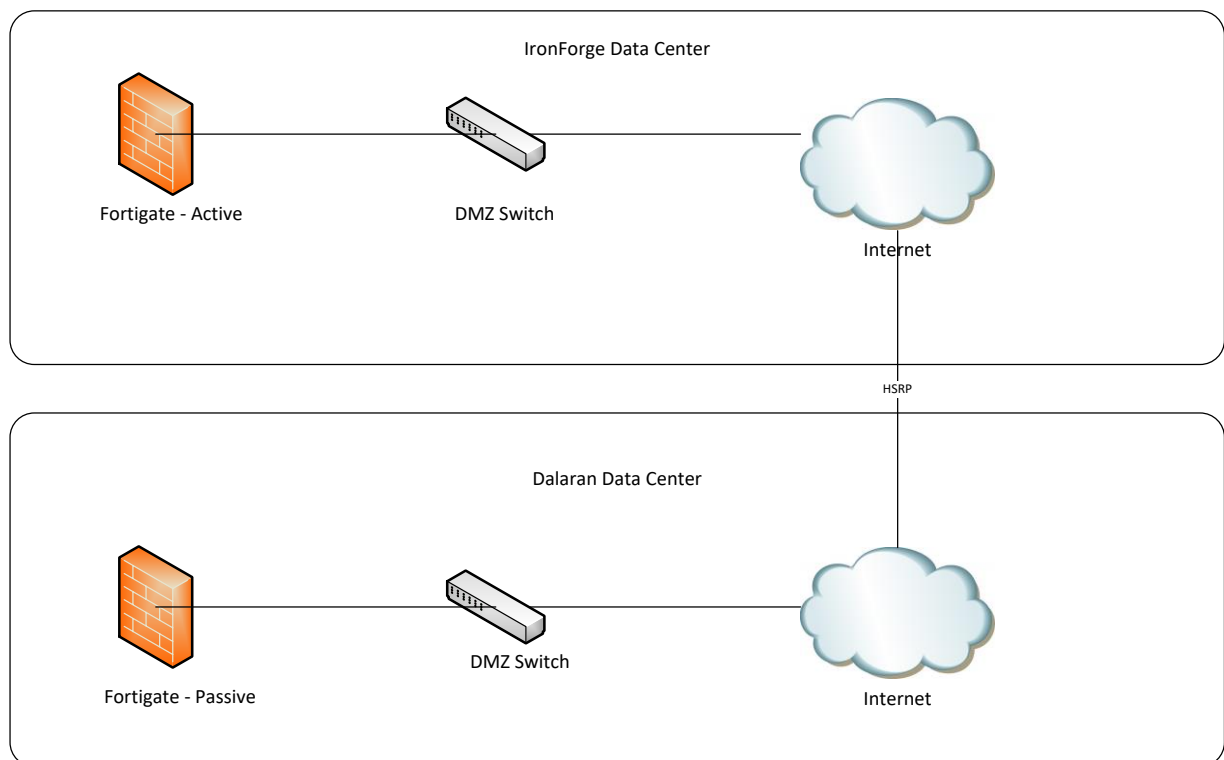 IronForge Data Center
Fortigate - Active
DMZ Switch
Internet
HSRP
Dalaran Data Center
Fortigate - Passive
DMZ Switch
Internet